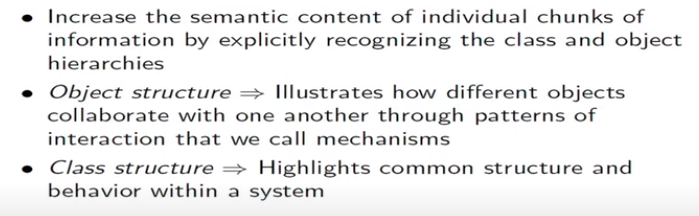 • Increase the semantic content of individual chunks of
information by explicitly recognizing the class and object
hierarchies
• Object structure ⇒ Illustrates how different objects
collaborate with one another through patterns of
interaction that we call mechanisms
• Class structure ⇒ Highlights common structure and
behavior within a system